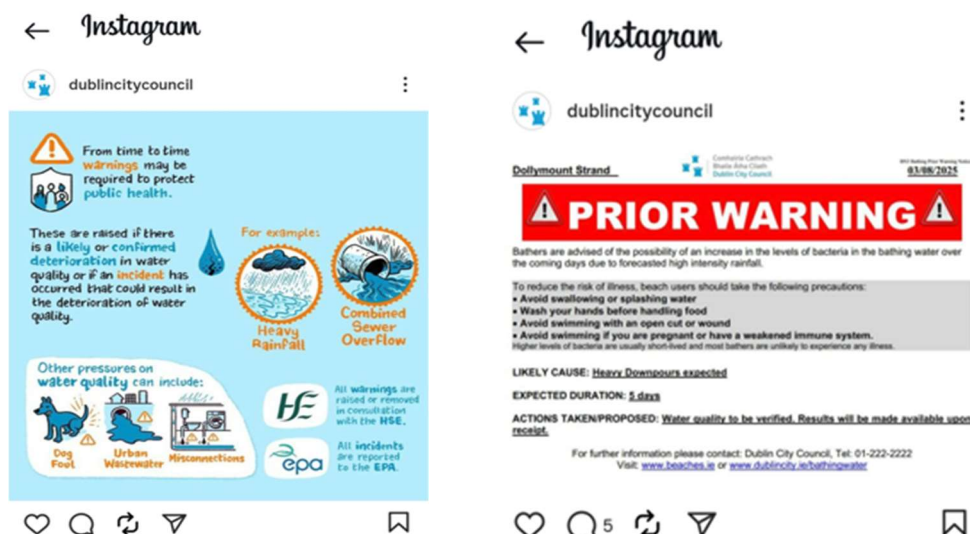 Instagram
dublincitycouncil
From time to time
warnings may be
required to protect
public health.
These are raised if there
is a likely or confirmed
deterioration in water
quality or if an incident has
occurred that could result in
the deterioration of water
quality.
For example:
Heavy
Rainfall
Combined
Sewer
Overflow
Other pressures on
water quality can include:
Dog
Foul
Urban
Wastewater
Misconnections
HE
All warnings are
raised or removed
in consultation
with the HSE.
epa
All incidents
are reported
to the EPA.
Instagram
dublincitycouncil
Dollymount Strand
Comhairle Cathrach
Bhaile Átha Cliath
Dublin City Council
03/08/2025
PRIOR WARNING
Bathers are advised of the possibility of an increase in the levels of bacteria in the bathing water over
the coming days due to forecasted high intensity rainfall.
To reduce the risk of illness, beach users should take the following precautions:
• Avoid swallowing or splashing water
• Wash your hands before handling food
• Avoid swimming with an open cut or wound
• Avoid swimming if you are pregnant or have a weakened immune system.
Higher levels of bacteria are usually short-lived and most bathers are unlikely to experience any illness.
LIKELY CAUSE: Heavy Downpours expected
EXPECTED DURATION: 5 days
ACTIONS TAKEN/PROPOSED: Water quality to be verified. Results will be made available upon
receipt.
For further information please contact: Dublin City Council, Tel: 01-222-2222
Visit: www.beaches.ie or www.dublincity.ie/bathingwater
5